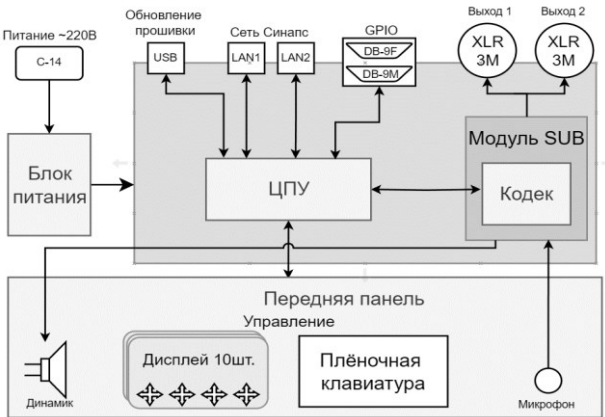 Питание ~220В
С-14
Блок
питания
Обновление
прошивки
USB
Сеть Синапс
LAN1
LAN2
GPIO
DB-9F
DB-9M
Выход 1
XLR
3M
Выход 2
XLR
3M
ЦПУ
Модуль SUB
Кодек
Передняя панель
Управление
Динамик
Дисплей 10шт.
Плёночная
клавиатура
Микрофон